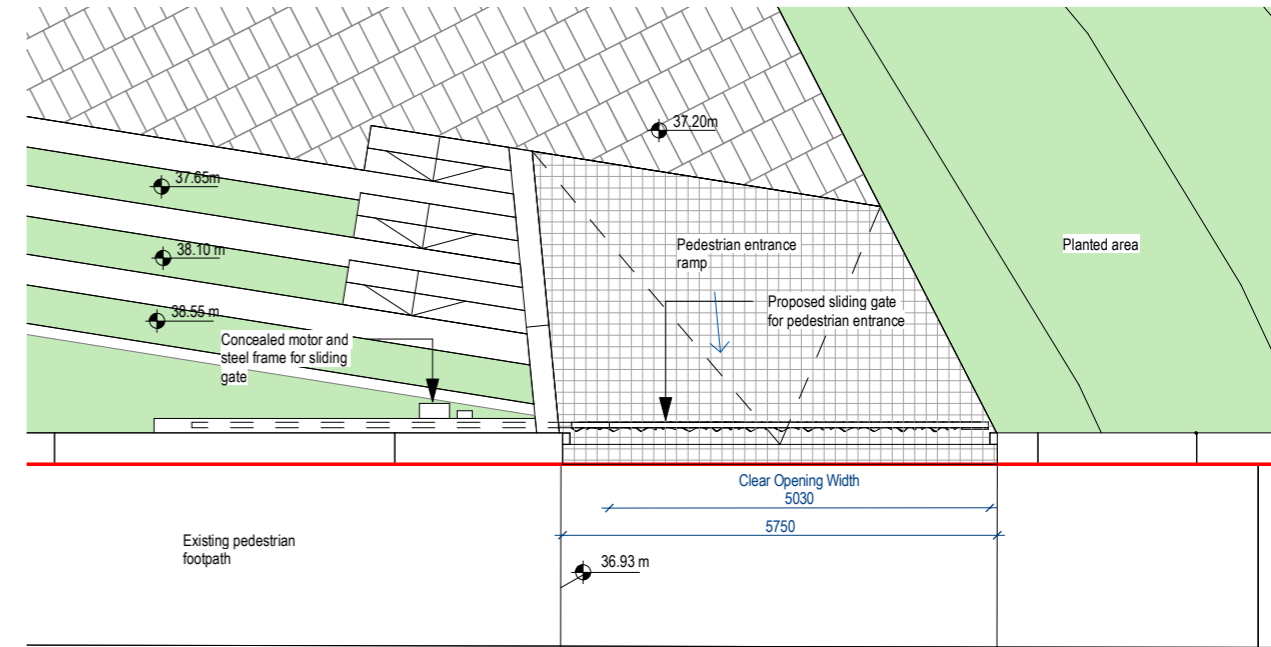 37.20m
37.65m
38.10 m
38.55 m
Pedestrian entrance
ramp
Planted area
Proposed sliding gate
for pedestrian entrance
Concealed motor and
steel frame for sliding
gate
Clear Opening Width
5030
5750
Existing pedestrian
footpath
36.93 m